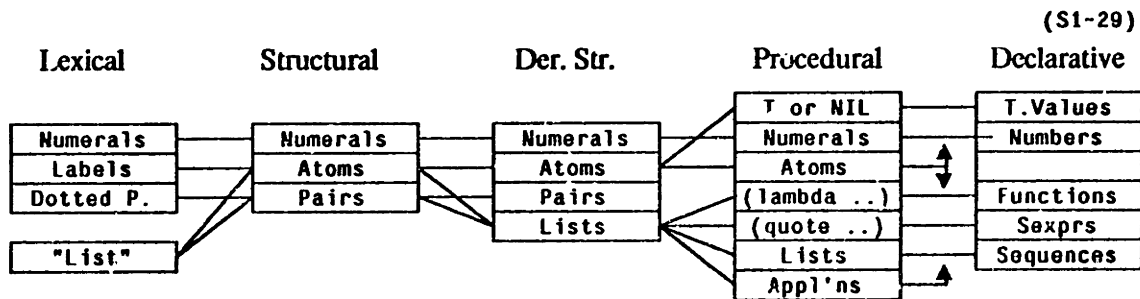 (S1-29)
Lexical Structural Der. Str. Procedural Declarative
T or NIL T.Values
Numerals Numerals Numerals Numerals Numbers
Labels Atoms Atoms Atoms
Dotted P. Pairs Pairs (lambda ..) Functions
Lists (quote ..) Sexprs
"List" Lists Sequences
Appl'ns